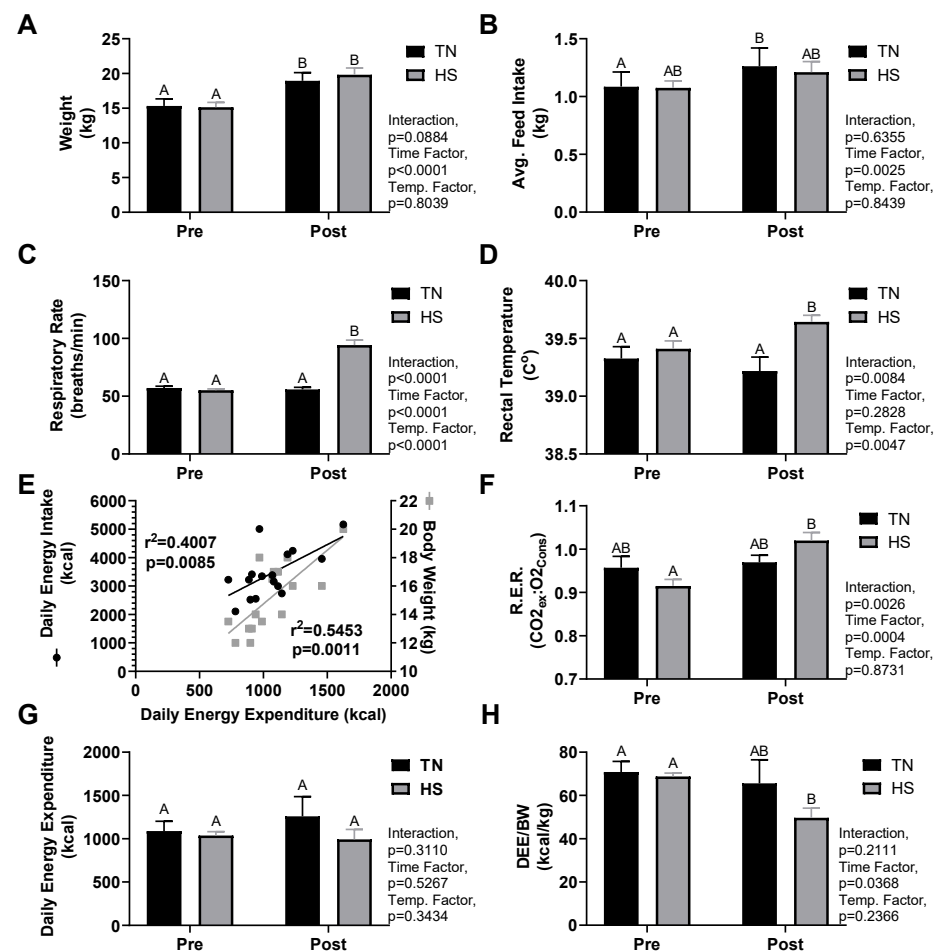 A
25
20
15
10
5
0
Weight
(kg)
A
A
B
B
Pre
Post
TN
HS
Interaction,
p=0.0884
Time Factor,
p<0.0001
Temp. Factor,
p=0.8039
B
1.5
1.0
0.5
0.0
Avg. Feed Intake
(kg)
A
AB
B
AB
Pre
Post
TN
HS
Interaction,
p=0.6355
Time Factor,
p=0.0025
Temp. Factor,
p=0.8439
C
150
100
50
0
Respiratory Rate
(breaths/min)
A
A
A
B
Pre
Post
TN
HS
Interaction,
p<0.0001
Time Factor,
p<0.0001
Temp. Factor,
p<0.0001
D
40.0
39.5
39.0
38.5
Rectal Temperature
(C°)
A
A
A
B
Pre
Post
TN
HS
Interaction,
p=0.0084
Time Factor,
p=0.2828
Temp. Factor,
p=0.0047
E
Daily Energy Intake
(kcal)
6000
5000
4000
3000
2000
1000
0
r²=0.4007
p=0.0085
r²=0.5453
p=0.0011
22
20
18
16
14
12
10
Body Weight (kg)
0
500
1000
1500
2000
Daily Energy Expenditure (kcal)
F
1.1
1.0
0.9
0.8
0.7
R.E.R.
(CO2ex:O2Cons)
AB
A
AB
B
Pre
Post
TN
HS
Interaction,
p=0.0026
Time Factor,
p=0.0004
Temp. Factor,
p=0.8731
G
2000
1500
1000
500
0
Daily Energy Expenditure
(kcal)
A
A
A
A
Pre
Post
TN
HS
Interaction,
p=0.3110
Time Factor,
p=0.5267
Temp. Factor,
p=0.3434
H
80
60
40
20
0
DEE/BW
(kcal/kg)
A
A
AB
B
Pre
Post
TN
HS
Interaction,
p=0.2111
Time Factor,
p=0.0368
Temp. Factor,
p=0.2366